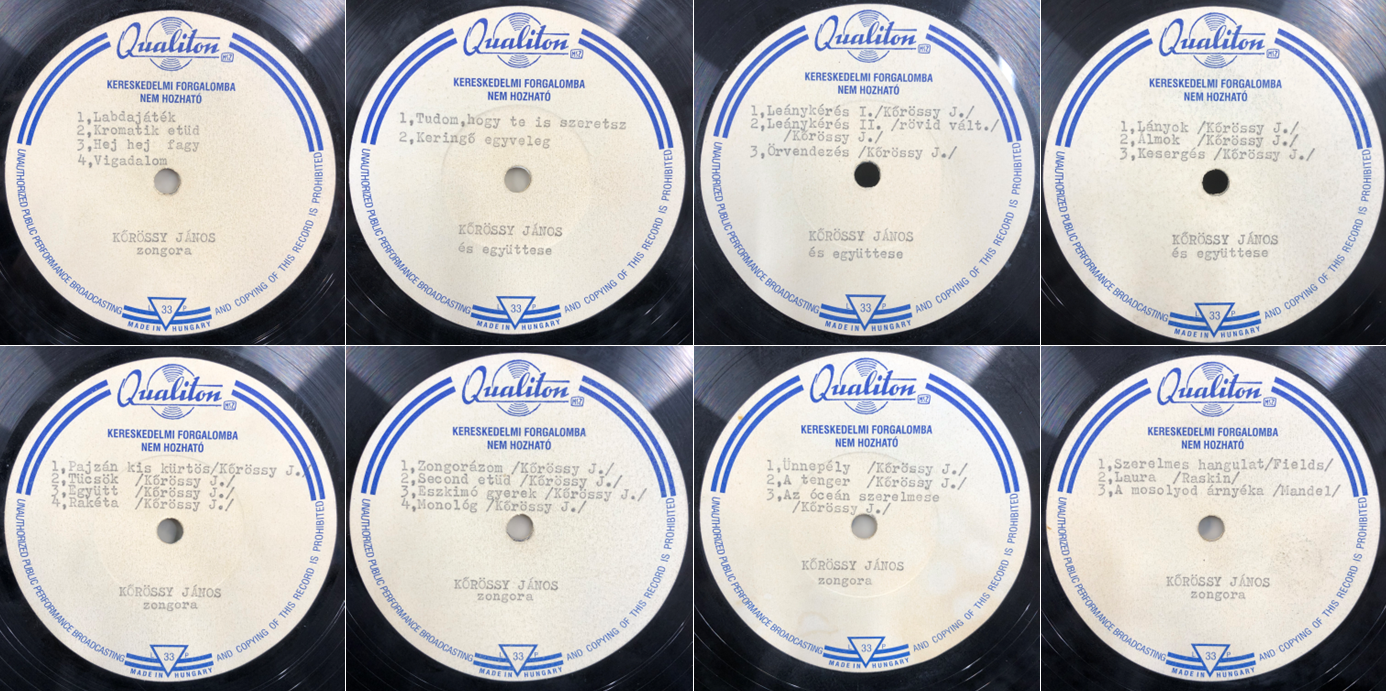 Qualiton
MHV
KERESKEDELMI FORGALOMBA
NEM HOZHATÓ
1,Labdajáték
2,Kromatik etüd
3,Hej hej fagy
4,Vigadalom
KŐRÖSSY JÁNOS
zongora
UNAUTHORIZED PUBLIC PERFORMANCE BROADCASTING AND COPYING OF THIS RECORD IS PROHIBITED
L 33 P
MADE IN HUNGARY
Qualiton
MHV
KERESKEDELMI FORGALOMBA
NEM HOZHATÓ
1,Tudom,hogy te is szeretsz
2,Keringő egyveleg
KŐRÖSSY JÁNOS
és együttese
UNAUTHORIZED PUBLIC PERFORMANCE BROADCASTING AND COPYING OF THIS RECORD IS PROHIBITED
L 33 P
MADE IN HUNGARY
Qualiton
MHV
KERESKEDELMI FORGALOMBA
NEM HOZHATÓ
1,Leánykérés I./Kőrössy J./
2,Leánykérés II. /rövid vált./
/Kőrössy J./
3,Örvendezés /Kőrössy J./
KŐRÖSSY JÁNOS
és együttese
UNAUTHORIZED PUBLIC PERFORMANCE BROADCASTING AND COPYING OF THIS RECORD IS PROHIBITED
L 33 P
MADE IN HUNGARY
Qualiton
MHV
KERESKEDELMI FORGALOMBA
NEM HOZHATÓ
1,Lányok /Kőrössy J./
2,Álmok /Kőrössy J./
3,Kesergés /Kőrössy J./
KŐRÖSSY JÁNOS
és együttese
UNAUTHORIZED PUBLIC PERFORMANCE BROADCASTING AND COPYING OF THIS RECORD IS PROHIBITED
L 33 P
MADE IN HUNGARY
Qualiton
MHV
KERESKEDELMI FORGALOMBA
NEM HOZHATÓ
1,Pajzán kis kürtös/Kőrössy J./
2,Tücsök /Kőrössy J./
3,Együtt /Kőrössy J./
4,Rakéta /Kőrössy J./
KŐRÖSSY JÁNOS
zongora
UNAUTHORIZED PUBLIC PERFORMANCE BROADCASTING AND COPYING OF THIS RECORD IS PROHIBITED
L 33 P
MADE IN HUNGARY
Qualiton
MHV
KERESKEDELMI FORGALOMBA
NEM HOZHATÓ
1,Zongorázom /Kőrössy J./
2,Second etüd /Kőrössy J./
3,Eszkimó gyerek /Kőrössy J./
4,Monológ /Kőrössy J./
KŐRÖSSY JÁNOS
zongora
UNAUTHORIZED PUBLIC PERFORMANCE BROADCASTING AND COPYING OF THIS RECORD IS PROHIBITED
L 33 P
MADE IN HUNGARY
Qualiton
MHV
KERESKEDELMI FORGALOMBA
NEM HOZHATÓ
1,Ünnepély /Kőrössy J./
2,A tenger /Kőrössy J./
3,Az óceán szerelmese
/Kőrössy J./
KŐRÖSSY JÁNOS
zongora
UNAUTHORIZED PUBLIC PERFORMANCE BROADCASTING AND COPYING OF THIS RECORD IS PROHIBITED
L 33 P
MADE IN HUNGARY
Qualiton
MHV
KERESKEDELMI FORGALOMBA
NEM HOZHATÓ
1,Szerelmes hangulat/Fields/
2,Laura /Raskin/
3,A mosolyod árnyéka /Mandel/
KŐRÖSSY JÁNOS
zongora
UNAUTHORIZED PUBLIC PERFORMANCE BROADCASTING AND COPYING OF THIS RECORD IS PROHIBITED
L 33 P
MADE IN HUNGARY